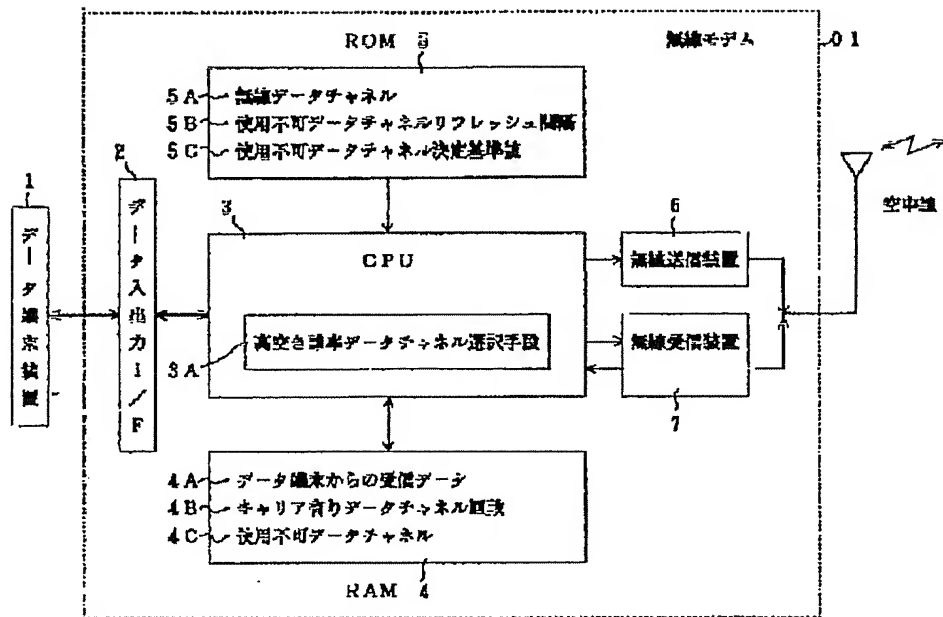 ROM 5
無線モデム
01
5A 無線データチャネル
5B 使用不可データチャネルリフレッシュ間隔
5C 使用不可データチャネル決定基準値
1
データ端末装置
2
データ入出力I/F
3
CPU
3A 高空き確率データチャネル選択手段
6
無線送信装置
無線受信装置
7
空中線
4A データ端末からの受信データ
4B キャリア有りデータチャネル回数
4C 使用不可データチャネル
RAM 4